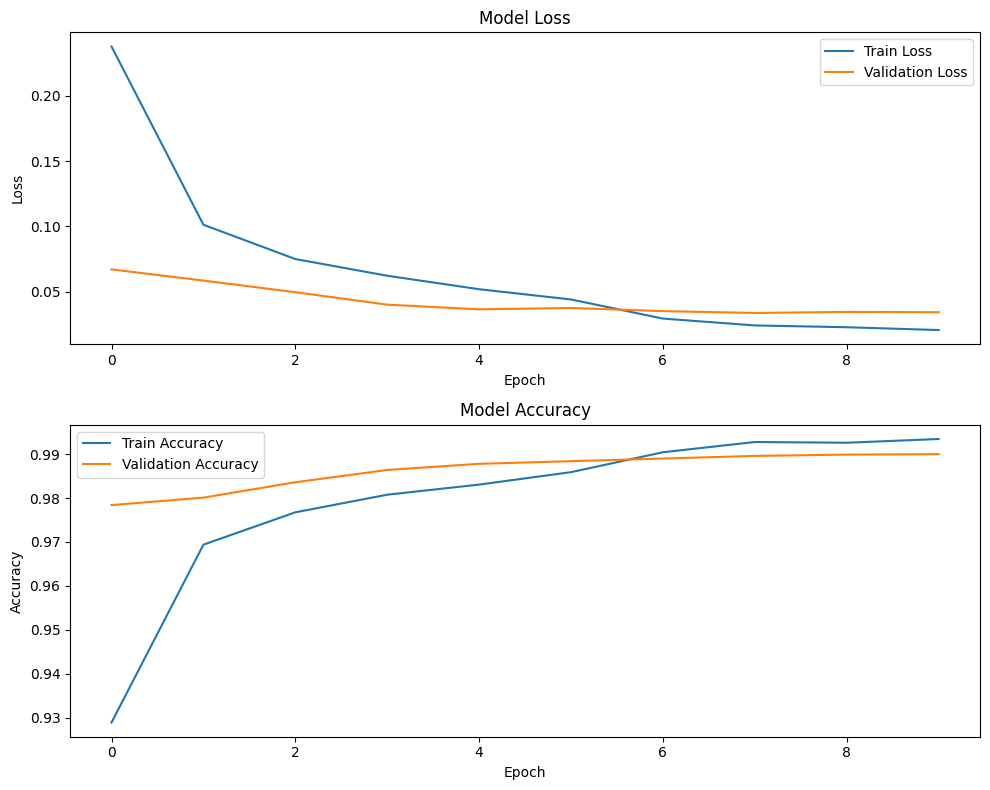 Model Loss
Train Loss
Validation Loss
0.20
0.15
0.10
0.05
Loss
0 2 4 6 8
Epoch
Model Accuracy
Train Accuracy
Validation Accuracy
0.99
0.98
0.97
0.96
0.95
0.94
0.93
Accuracy
0 2 4 6 8
Epoch